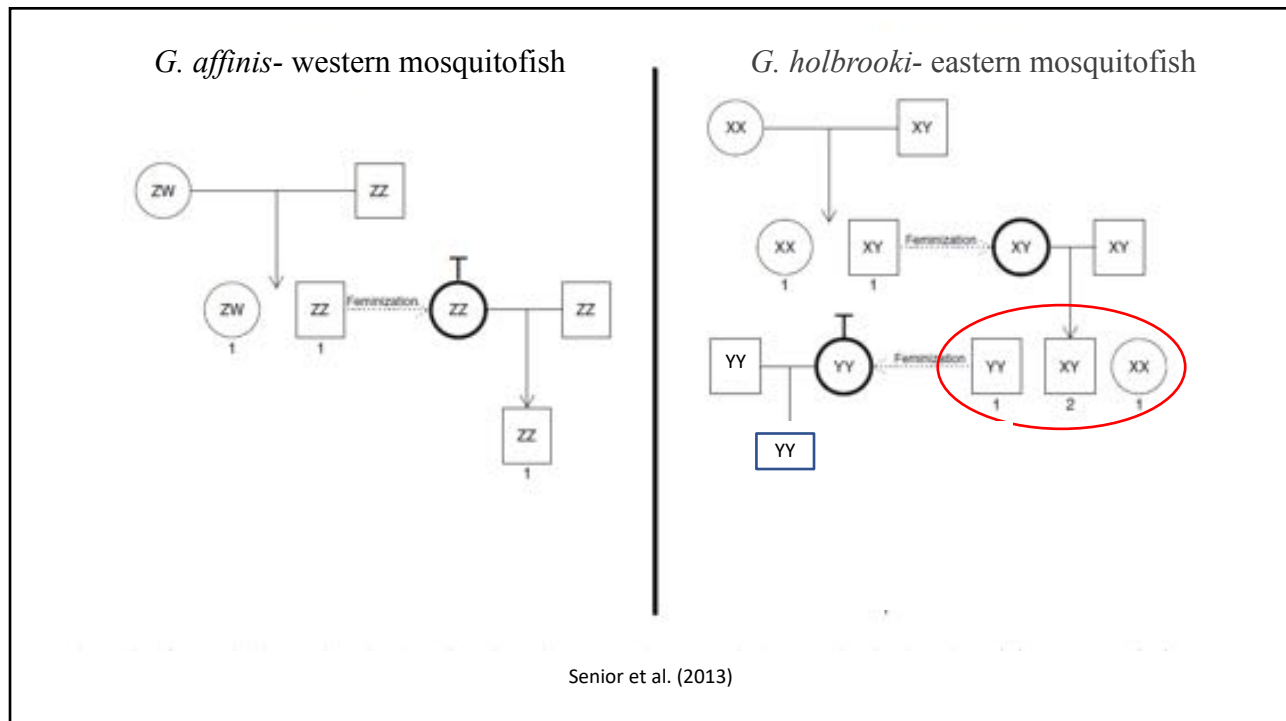 G. affinis- western mosquitofish
ZW
ZZ
ZW
1
ZZ
1
Feminization
ZZ
ZZ
ZZ
1
G. holbrooki- eastern mosquitofish
XX
XY
XX
1
XY
1
Feminization
XY
XY
YY
YY
Feminization
YY
1
XY
2
XX
1
YY
Senior et al. (2013)